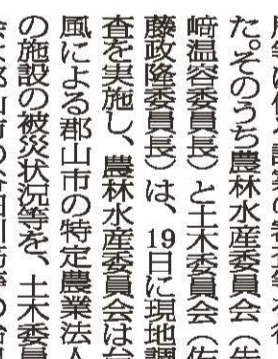 た。そのうち農林水産委員会（先
﨑温容委員長）と土木委員会（佐
藤政隆委員長）は、19日に現地調
査を実施し、農林水産委員会は台
風による郡山市の特定農業法人
の施設の被災状況等を、土木委員